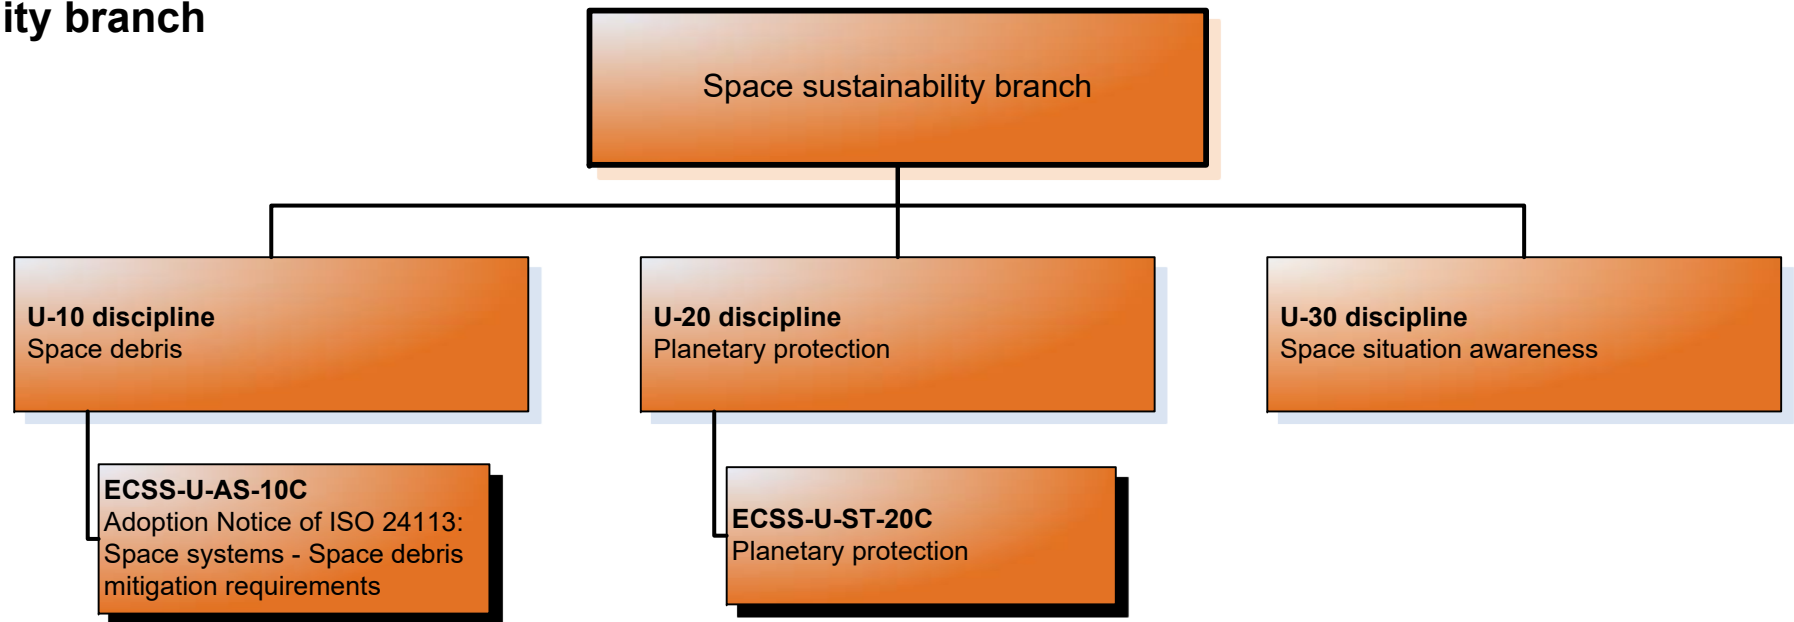 ity branch
Space sustainability branch
U-10 discipline
Space debris
U-20 discipline
Planetary protection
U-30 discipline
Space situation awareness
ECSS-U-AS-10C
Adoption Notice of ISO 24113:
Space systems - Space debris
mitigation requirements
ECSS-U-ST-20C
Planetary protection